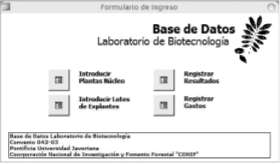 Formulario de Ingreso
Base de Datos
Laboratorio de Biotecnología
Introducir
Plantas Núcleo
Registrar
Resultados
Introducir Lotes
de Explantes
Registrar
Gastos
Base de Datos Laboratorio de Biotecnología
Convenio 042-03
Pontificia Universidad Javeriana
Corporación Nacional de Investigación y Fomento Forestal "CONIF"